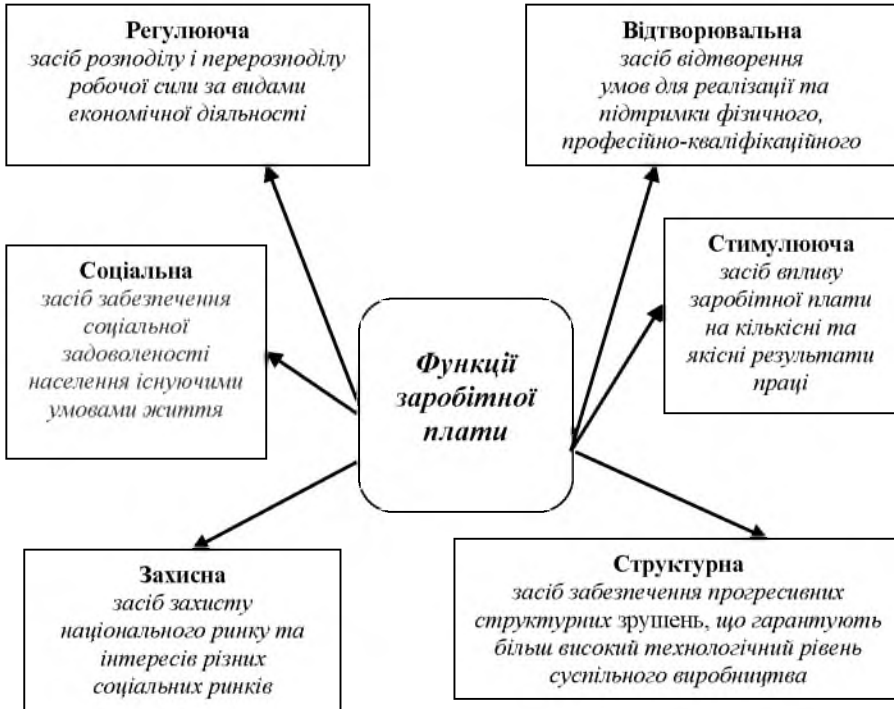 Регулююча
засіб розподілу і перерозподілу
робочої сили за видами
економічної діяльності
Відтворювальна
засіб відтворення
умов для реалізації та
підтримки фізичного,
професійно-кваліфікаційного
Соціальна
засіб забезпечення
соціальної
задоволеності
населення існуючими
умовами життя
Функції
заробітної
плати
Стимулююча
засіб впливу
заробітної плати
на кількісні та
якісні результати
праці
Захисна
засіб захисту
національного ринку та
інтересів різних
соціальних ринків
Структурна
засіб забезпечення прогресивних
структурних зрушень, що гарантують
більш високий технологічний рівень
суспільного виробництва